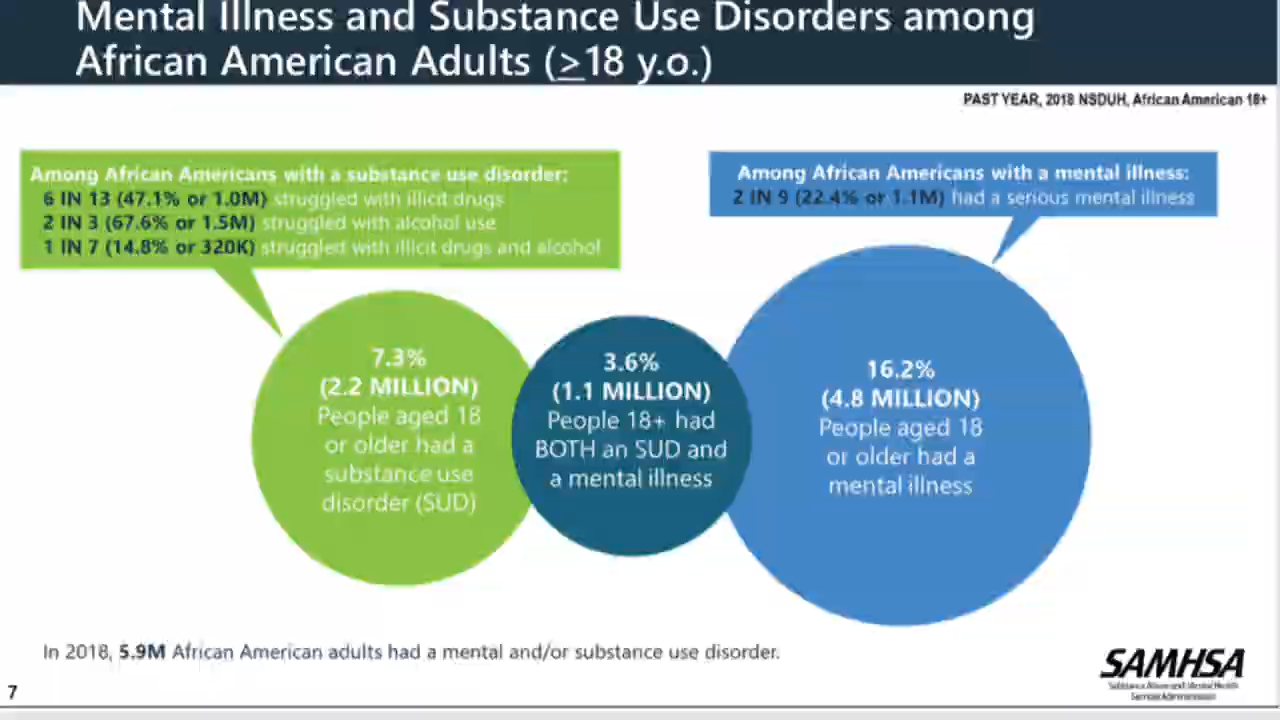 Mental Illness and Substance Use Disorders among
African American Adults (>18 y.o.)
PAST YEAR, 2018 NSDUH, African American 18+
Among African Americans with a substance use disorder:
6 IN 13 (47.1% or 1.0M) struggled with illicit drugs
2 IN 3 (67.6% or 1.5M) struggled with alcohol use
1 IN 7 (14.8% or 320K) struggled with illicit drugs and alcohol
Among African Americans with a mental illness:
2 IN 9 (22.4% or 1.1M) had a serious mental illness
7.3%
(2.2 MILLION)
People aged 18
or older had a
substance use
disorder (SUD)
3.6%
(1.1 MILLION)
People 18+ had
BOTH an SUD and
a mental illness
16.2%
(4.8 MILLION)
People aged 18
or older had a
mental illness
In 2018, 5.9M African American adults had a mental and/or substance use disorder.
SAMHSA
Substance Abuse and Mental Health
Services Administration
7